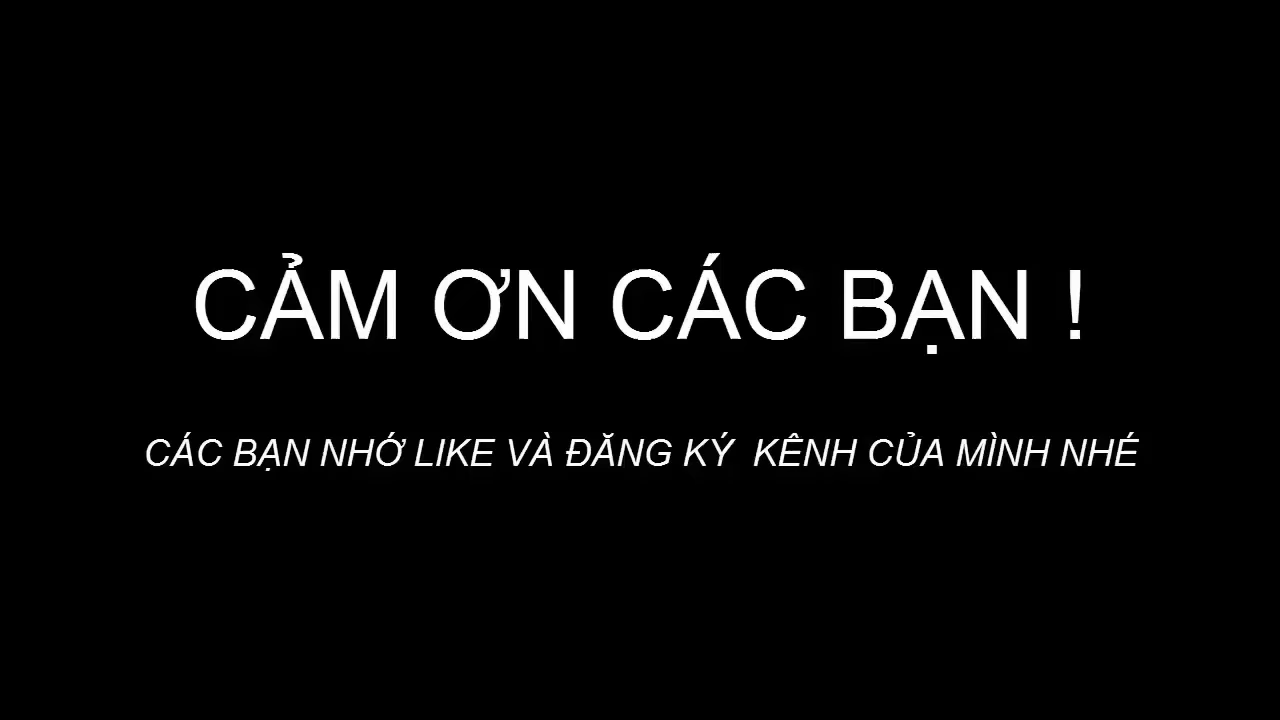 CẢM ƠN CÁC BẠN !
CÁC BẠN NHỚ LIKE VÀ ĐĂNG KÝ KÊNH CỦA MÌNH NHÉ